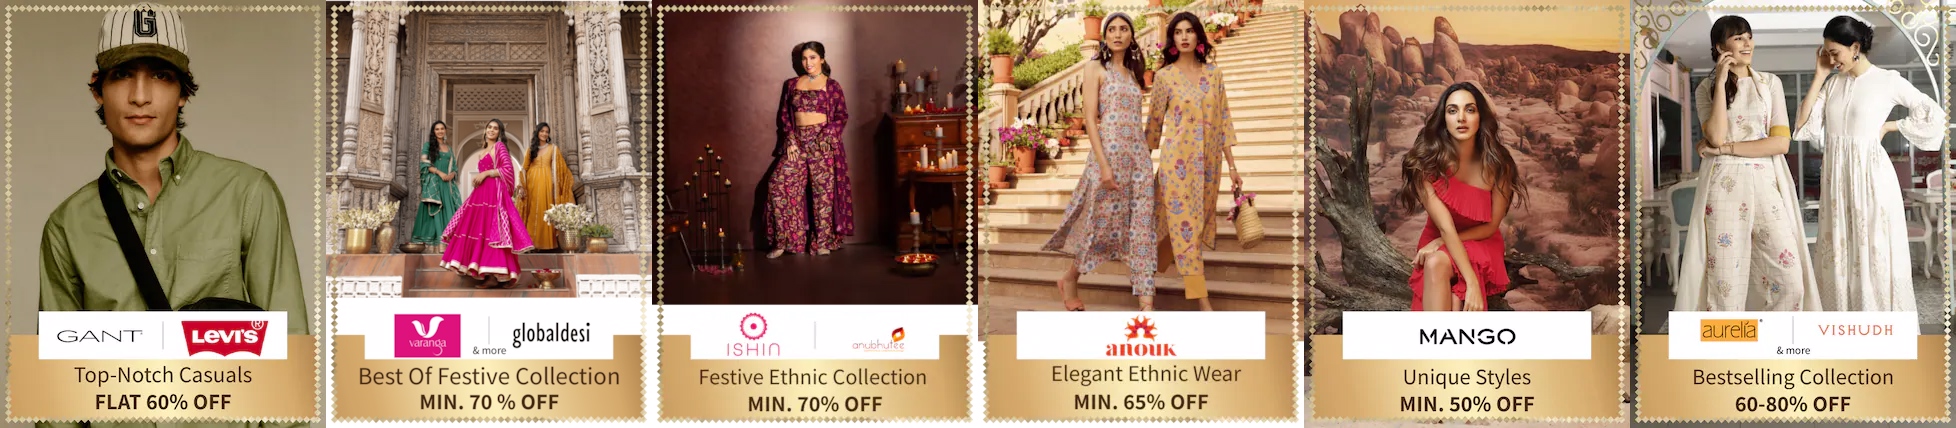 G
GANT
LEVI'S®
Top-Notch Casuals
FLAT 60% OFF
varanga
& more
globaldesi
Best Of Festive Collection
MIN. 70 % OFF
ISHIN
anubhutee
Festive Ethnic Collection
MIN. 70% OFF
anouk
Elegant Ethnic Wear
MIN. 65% OFF
MANGO
Unique Styles
MIN. 50% OFF
aurelia
VISHUDH
& more
Bestselling Collection
60-80% OFF